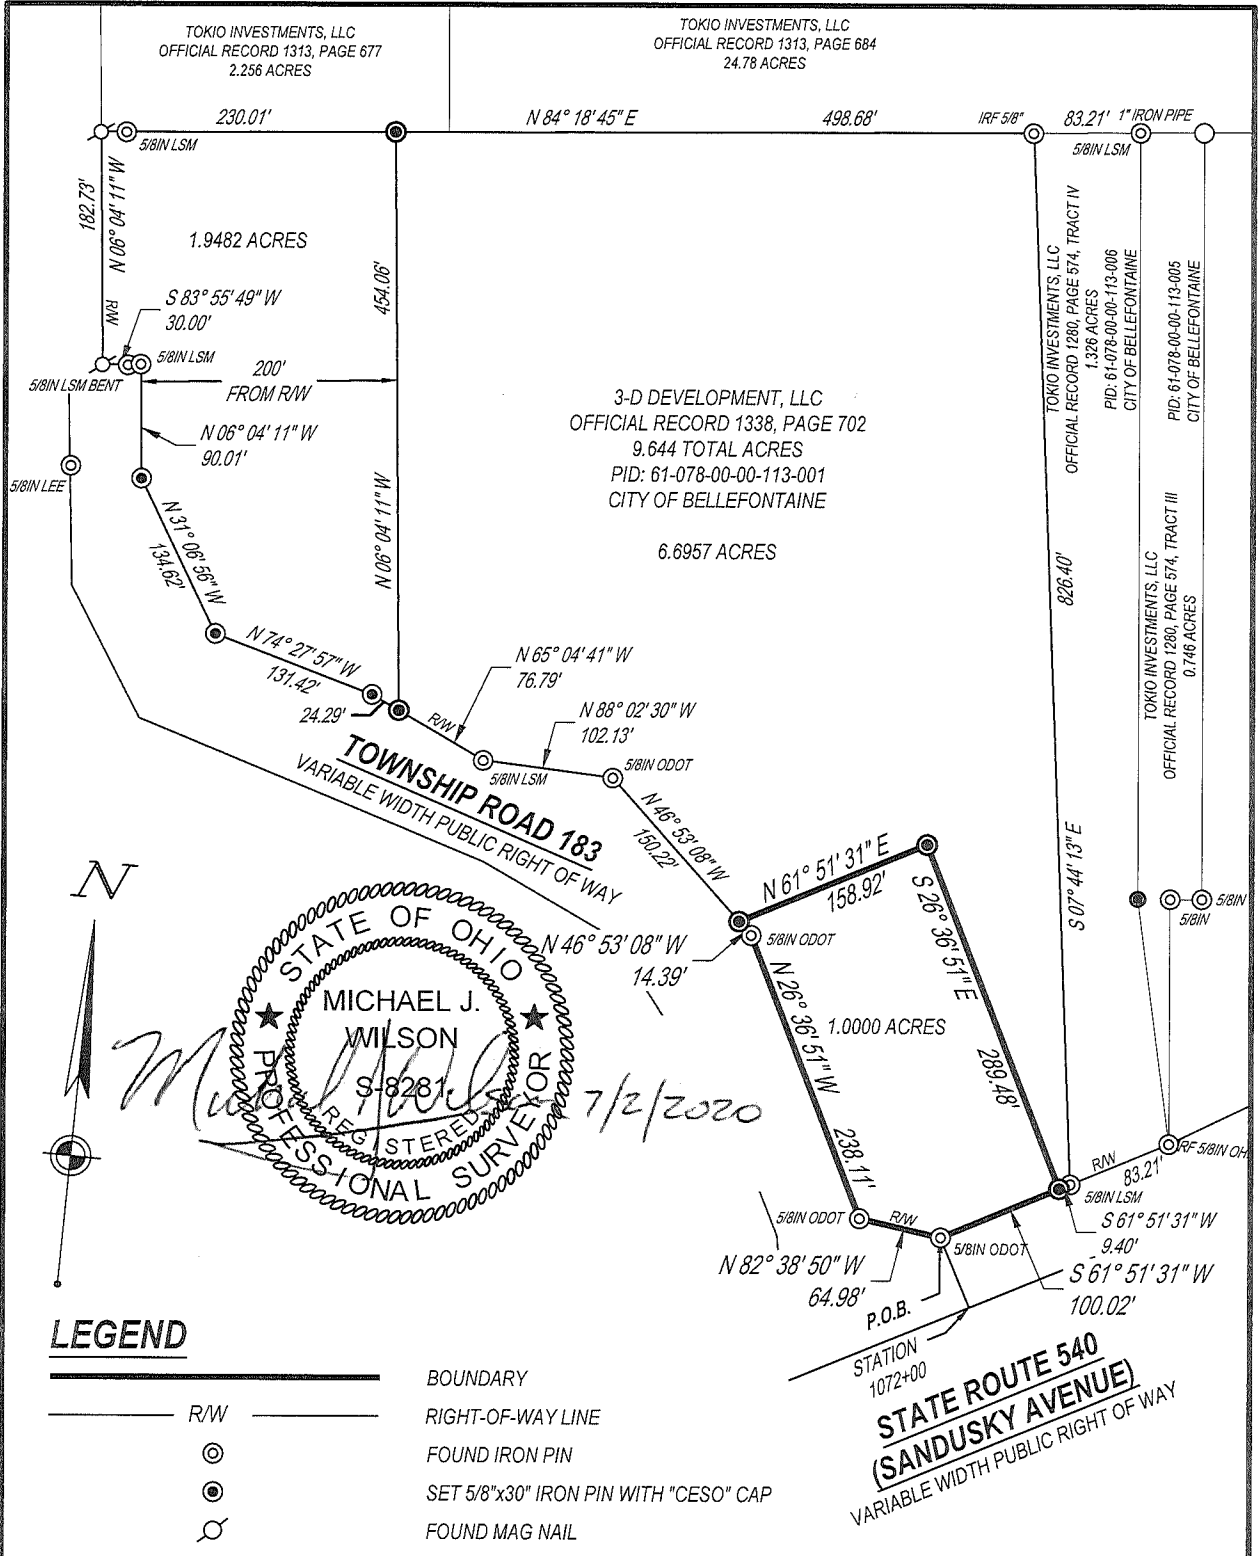 TOKIO INVESTMENTS, LLC
OFFICIAL RECORD 1313, PAGE 677
2.256 ACRES
TOKIO INVESTMENTS, LLC
OFFICIAL RECORD 1313, PAGE 684
24.78 ACRES
230.01'
N 84° 18' 45" E
498.68'
IRF 5/8"
83.21'
1" IRON PIPE
5/8IN LSM
5/8IN LSM
182.73'
N 06° 04' 11" W
R/W
1.9482 ACRES
S 83° 55' 49" W
30.00'
5/8IN LSM
5/8IN LSM BENT
200'
FROM R/W
454.06'
N 06° 04' 11" W
N 06° 04' 11" W
90.01'
5/8IN LEE
N 31° 06' 56" W
134.62'
3-D DEVELOPMENT, LLC
OFFICIAL RECORD 1338, PAGE 702
9.644 TOTAL ACRES
PID: 61-078-00-00-113-001
CITY OF BELLEFONTAINE
6.6957 ACRES
TOKIO INVESTMENTS, LLC
OFFICIAL RECORD 1280, PAGE 574, TRACT IV
1.326 ACRES
PID: 61-078-00-00-113-006
CITY OF BELLEFONTAINE
PID: 61-078-00-00-113-005
CITY OF BELLEFONTAINE
TOKIO INVESTMENTS, LLC
OFFICIAL RECORD 1280, PAGE 574, TRACT III
0.746 ACRES
826.40'
S 07° 44' 13" E
N 74° 27' 57" W
131.42'
24.29'
R/W
N 65° 04' 41" W
76.79'
N 88° 02' 30" W
102.13'
5/8IN LSM
5/8IN ODOT
TOWNSHIP ROAD 183
VARIABLE WIDTH PUBLIC RIGHT OF WAY
N 46° 53' 08" W
150.22'
N 61° 51' 31" E
158.92'
S 26° 36' 51" E
289.48'
5/8IN
5/8IN
N 46° 53' 08" W
14.39'
5/8IN ODOT
N 26° 36' 51" W
238.11'
1.0000 ACRES
N
STATE OF OHIO
MICHAEL J.
WILSON
S-8281
REGISTERED
PROFESSIONAL SURVEYOR
Michael J Wilson 7/2/2020
R/W
83.21'
RF 5/8IN OH
5/8IN LSM
S 61° 51' 31" W
9.40'
5/8IN ODOT
R/W
5/8IN ODOT
N 82° 38' 50" W
64.98'
S 61° 51' 31" W
100.02'
P.O.B.
STATION
1072+00
STATE ROUTE 540
(SANDUSKY AVENUE)
VARIABLE WIDTH PUBLIC RIGHT OF WAY
LEGEND
BOUNDARY
R/W RIGHT-OF-WAY LINE
FOUND IRON PIN
SET 5/8"x30" IRON PIN WITH "CESO" CAP
FOUND MAG NAIL